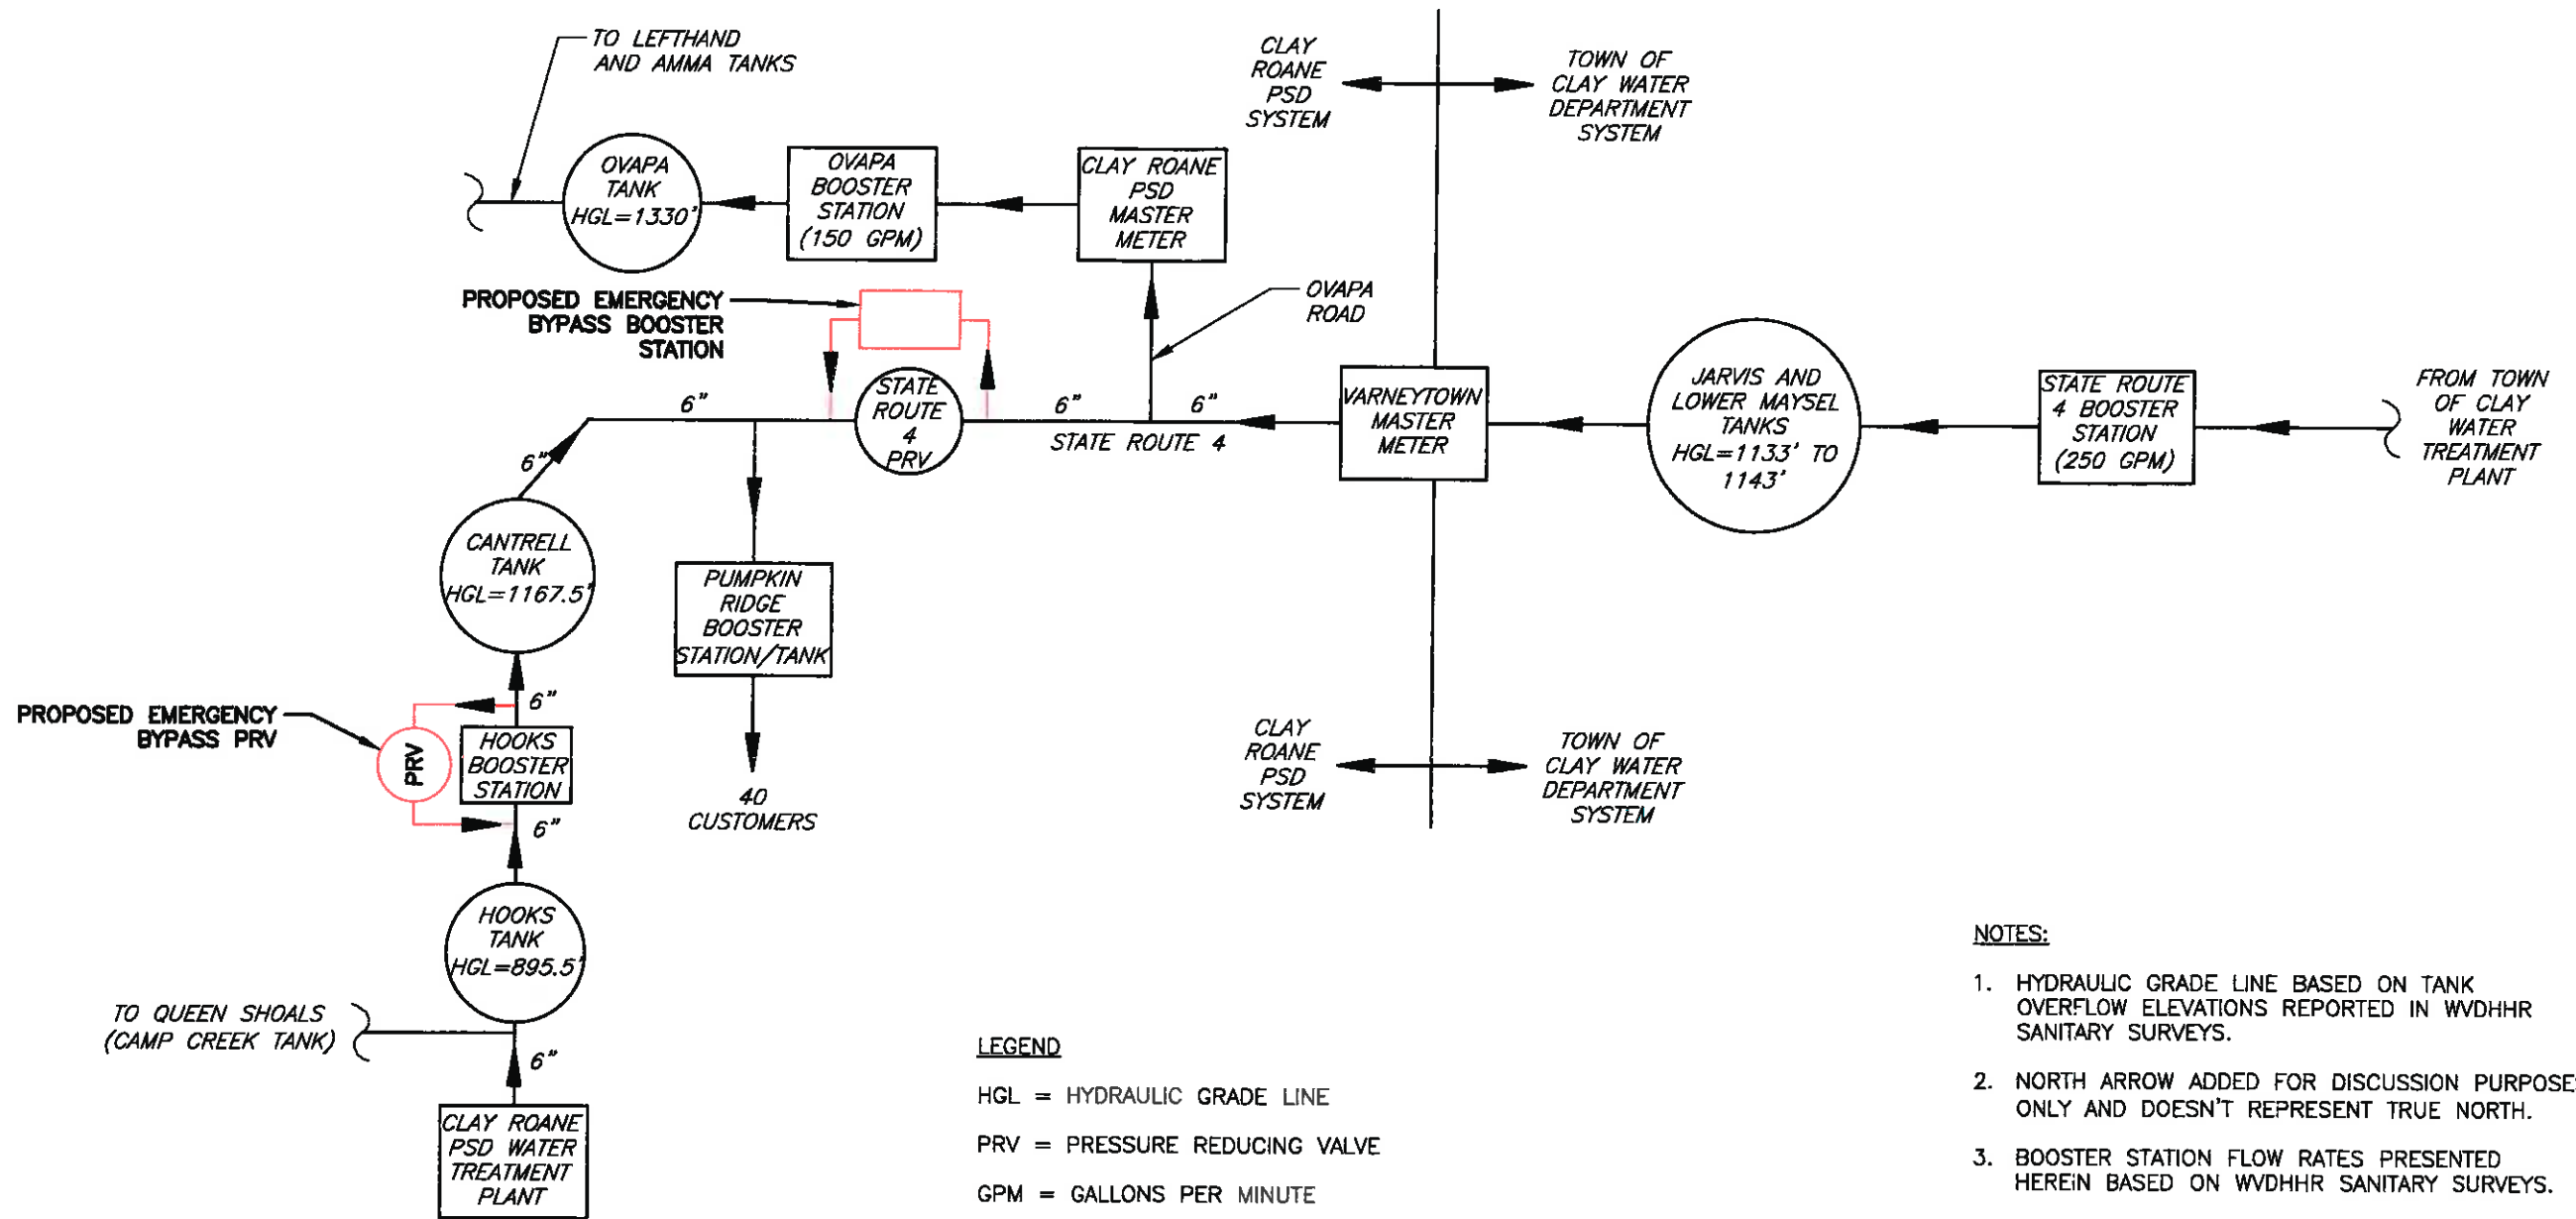 TO LEFTHAND
AND AMMA TANKS
CLAY
ROANE
PSD
SYSTEM
TOWN OF
CLAY WATER
DEPARTMENT
SYSTEM
OVAPA
TANK
HGL=1330'
OVAPA
BOOSTER
STATION
(150 GPM)
CLAY ROANE
PSD
MASTER
METER
PROPOSED EMERGENCY
BYPASS BOOSTER
STATION
OVAPA
ROAD
6"
STATE
ROUTE
4
PRV
6"
6"
STATE ROUTE 4
VARNEYTOWN
MASTER
METER
JARVIS AND
LOWER MAYSEL
TANKS
HGL=1133' TO
1143'
STATE ROUTE
4 BOOSTER
STATION
(250 GPM)
FROM TOWN
OF CLAY
WATER
TREATMENT
PLANT
6"
CANTRELL
TANK
HGL=1167.5'
PUMPKIN
RIDGE
BOOSTER
STATION/TANK
40
CUSTOMERS
6"
PROPOSED EMERGENCY
BYPASS PRV
PRV
HOOKS
BOOSTER
STATION
6"
CLAY
ROANE
PSD
SYSTEM
TOWN OF
CLAY WATER
DEPARTMENT
SYSTEM
HOOKS
TANK
HGL=895.5'
TO QUEEN SHOALS
(CAMP CREEK TANK)
6"
CLAY ROANE
PSD WATER
TREATMENT
PLANT
LEGEND
HGL = HYDRAULIC GRADE LINE
PRV = PRESSURE REDUCING VALVE
GPM = GALLONS PER MINUTE
NOTES:
1. HYDRAULIC GRADE LINE BASED ON TANK
OVERFLOW ELEVATIONS REPORTED IN WVDHHR
SANITARY SURVEYS.
2. NORTH ARROW ADDED FOR DISCUSSION PURPOSES
ONLY AND DOESN'T REPRESENT TRUE NORTH.
3. BOOSTER STATION FLOW RATES PRESENTED
HEREIN BASED ON WVDHHR SANITARY SURVEYS.